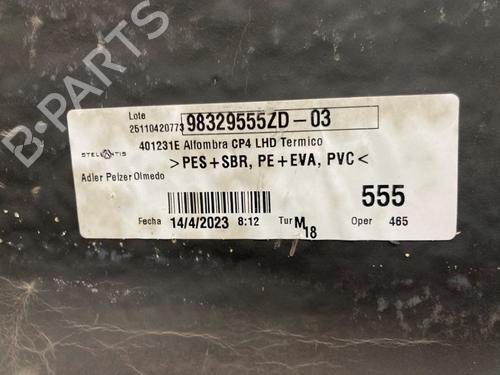 Lote
25110420773
98329555ZD-03
401231E Alfombra CP4 LHD Termico
STELLANTIS
>PES+SBR, PE+EVA, PVC<
Adler Pelzer Olmedo
555
Fecha 14/4/2023 8:12 Tur M18 Oper 465
B-PARTS